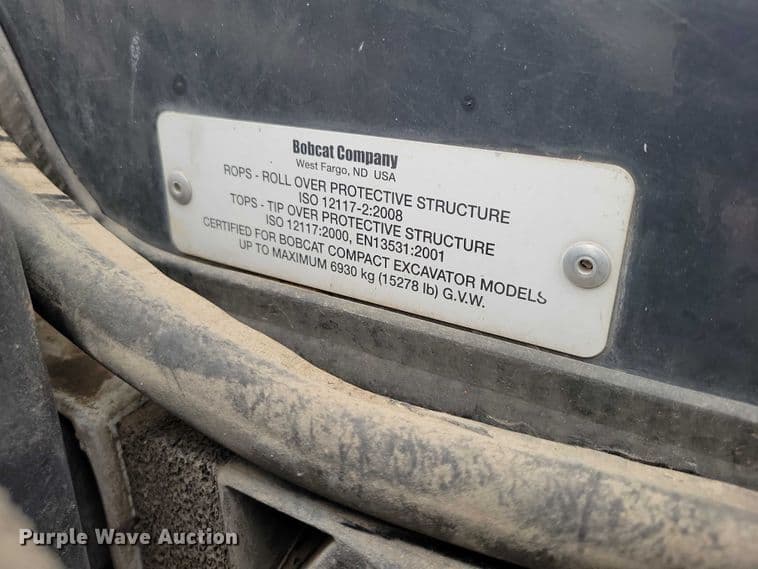 Bobcat Company
West Fargo, ND USA
ROPS - ROLL OVER PROTECTIVE STRUCTURE
ISO 12117-2:2008
TOPS - TIP OVER PROTECTIVE STRUCTURE
ISO 12117:2000, EN13531:2001
CERTIFIED FOR BOBCAT COMPACT EXCAVATOR MODELS
UP TO MAXIMUM 6930 kg (15278 lb) G.V.W.
Purple Wave Auction